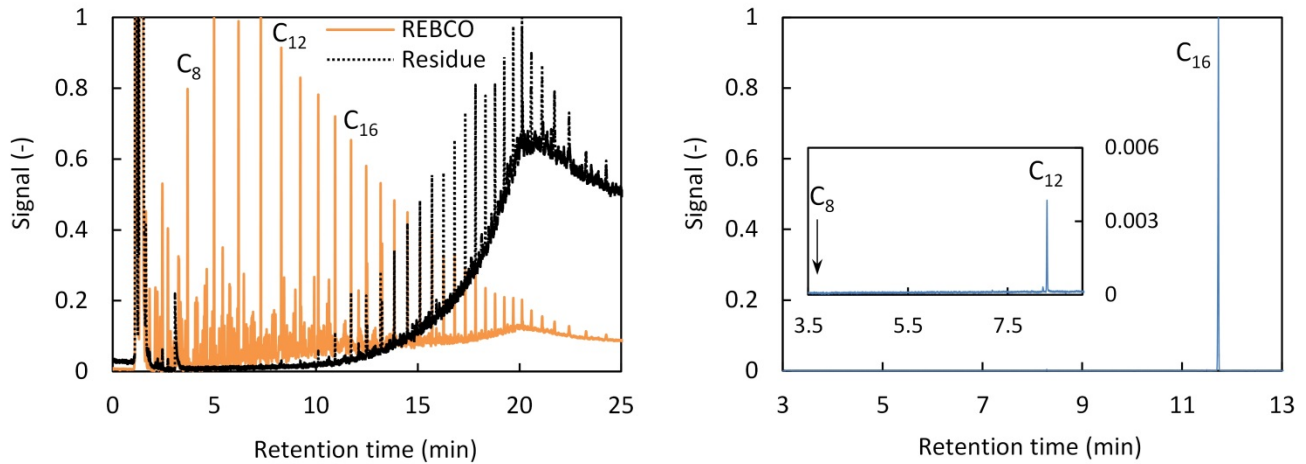 REBCO
Residue
C8
C12
C16
Signal (-)
1
0.8
0.6
0.4
0.2
0
0 5 10 15 20 25
Retention time (min)
C16
Signal (-)
1
0.8
0.6
0.4
0.2
0
C8
C12
0.006
0.003
0
3.5 5.5 7.5
3 5 7 9 11 13
Retention time (min)